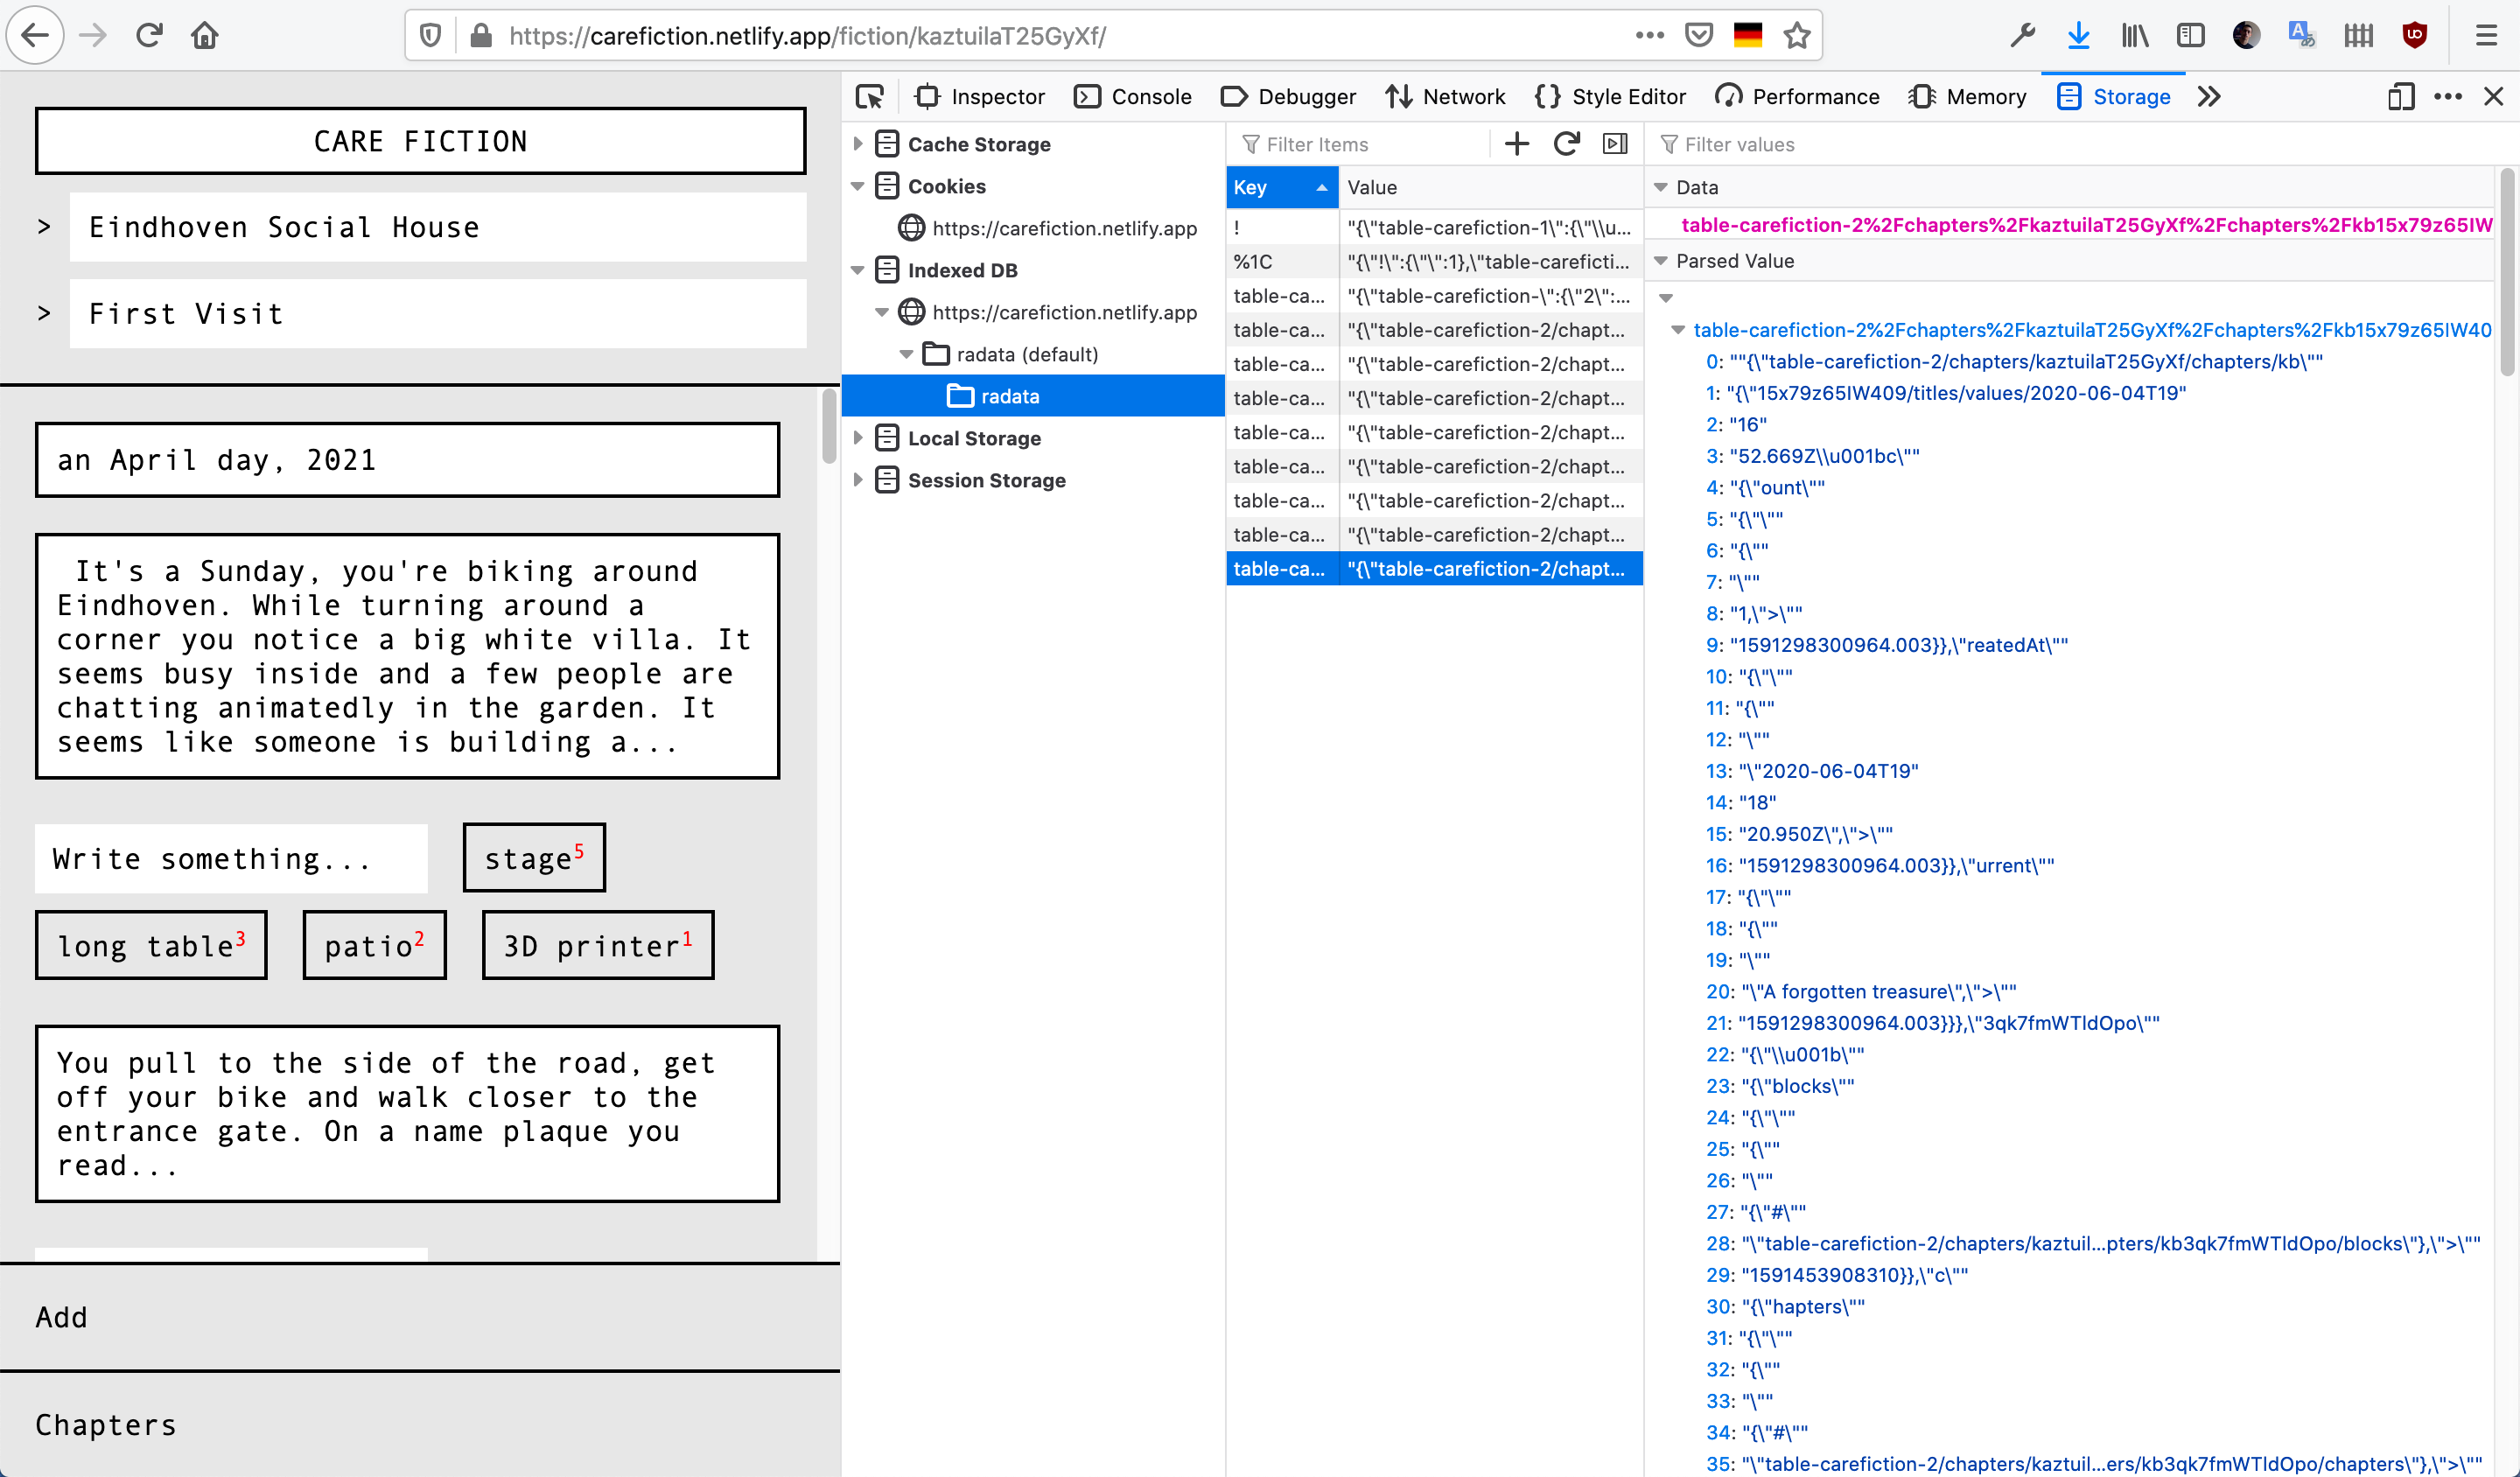 https://carefiction.netlify.app/fiction/kaztuilaT25GyXf/
CARE FICTION
> Eindhoven Social House
> First Visit
an April day, 2021
It's a Sunday, you're biking around
Eindhoven. While turning around a
corner you notice a big white villa. It
seems busy inside and a few people are
chatting animatedly in the garden. It
seems like someone is building a...
Write something...
stage5
long table3
patio2
3D printer1
You pull to the side of the road, get
off your bike and walk closer to the
entrance gate. On a name plaque you
read...
Add
Chapters
Inspector
Console
Debugger
Network
Style Editor
Performance
Memory
Storage
Cache Storage
Cookies
https://carefiction.netlify.app
Indexed DB
https://carefiction.netlify.app
radata (default)
radata
Local Storage
Session Storage
Filter Items
Key Value
! "{\"table-carefiction-1\":{\"\\u...
%1C "{\"!\":{\"\":1},\"table-careficti...
table-ca... "{\"table-carefiction-\":{\"2\":...
table-ca... "{\"table-carefiction-2/chapt...
table-ca... "{\"table-carefiction-2/chapt...
table-ca... "{\"table-carefiction-2/chapt...
table-ca... "{\"table-carefiction-2/chapt...
table-ca... "{\"table-carefiction-2/chapt...
table-ca... "{\"table-carefiction-2/chapt...
table-ca... "{\"table-carefiction-2/chapt...
table-ca... "{\"table-carefiction-2/chapt...
Filter values
Data
table-carefiction-2%2Fchapters%2FkaztuilaT25GyXf%2Fchapters%2Fkb15x79z65IW
Parsed Value
table-carefiction-2%2Fchapters%2FkaztuilaT25GyXf%2Fchapters%2Fkb15x79z65IW40
0: ""{\"table-carefiction-2/chapters/kaztuilaT25GyXf/chapters/kb\""
1: "{\"15x79z65IW409/titles/values/2020-06-04T19"
2: "16"
3: "52.669Z\\u001bc\""
4: "{\"ount\""
5: "{\"\""
6: "{\""
7: "\""
8: "1,\">\""
9: "1591298300964.003}},\"reatedAt\""
10: "{\"\""
11: "{\""
12: "\""
13: "\"2020-06-04T19"
14: "18"
15: "20.950Z\",\">\""
16: "1591298300964.003}},\"urrent\""
17: "{\"\""
18: "{\""
19: "\""
20: "\"A forgotten treasure\",\">\""
21: "1591298300964.003}}},\"3qk7fmWTldOpo\""
22: "{\"\\u001b\""
23: "{\"blocks\""
24: "{\"\""
25: "{\""
26: "\""
27: "{\"#\""
28: "\"table-carefiction-2/chapters/kaztuil...pters/kb3qk7fmWTldOpo/blocks\"},\">\""
29: "1591453908310}},\"c\""
30: "{\"hapters\""
31: "{\"\""
32: "{\""
33: "\""
34: "{\"#\""
35: "\"table-carefiction-2/chapters/kaztuil...ers/kb3qk7fmWTldOpo/chapters\"},\">\""